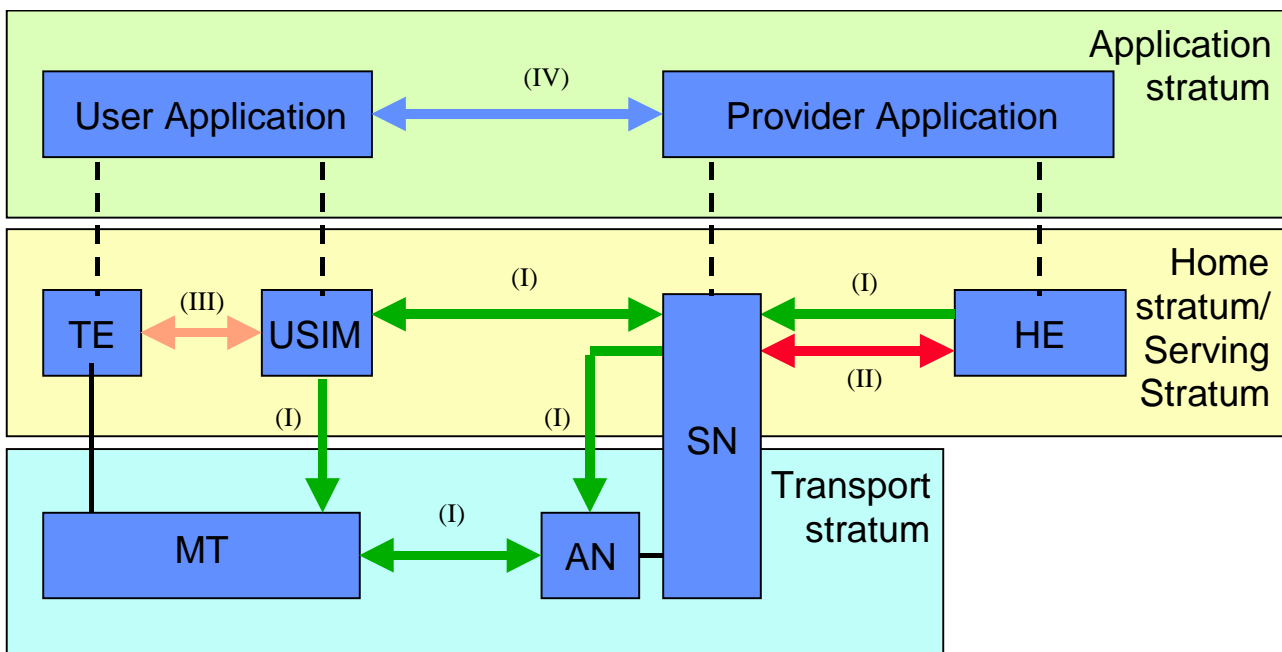 Application
stratum
(IV)
User Application
Provider Application
Home
stratum/
Serving
Stratum
(I)
(I)
(III)
TE
USIM
HE
(II)
(I)
(I)
SN
Transport
stratum
(I)
MT
AN